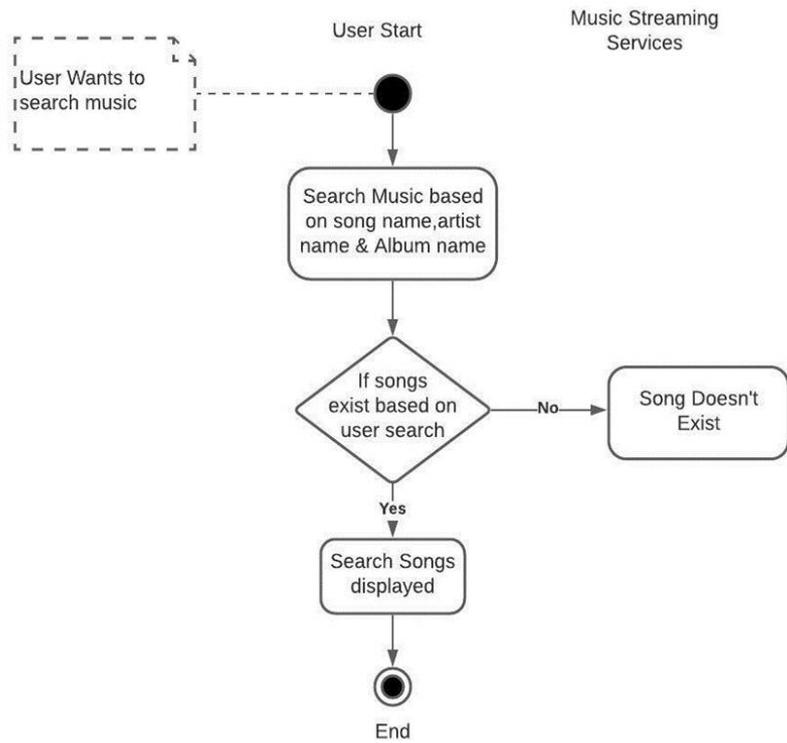 User Start
Music Streaming
Services
User Wants to
search music
Search Music based
on song name,artist
name & Album name
If songs
exist based on
user search
No
Song Doesn't
Exist
Yes
Search Songs
displayed
End